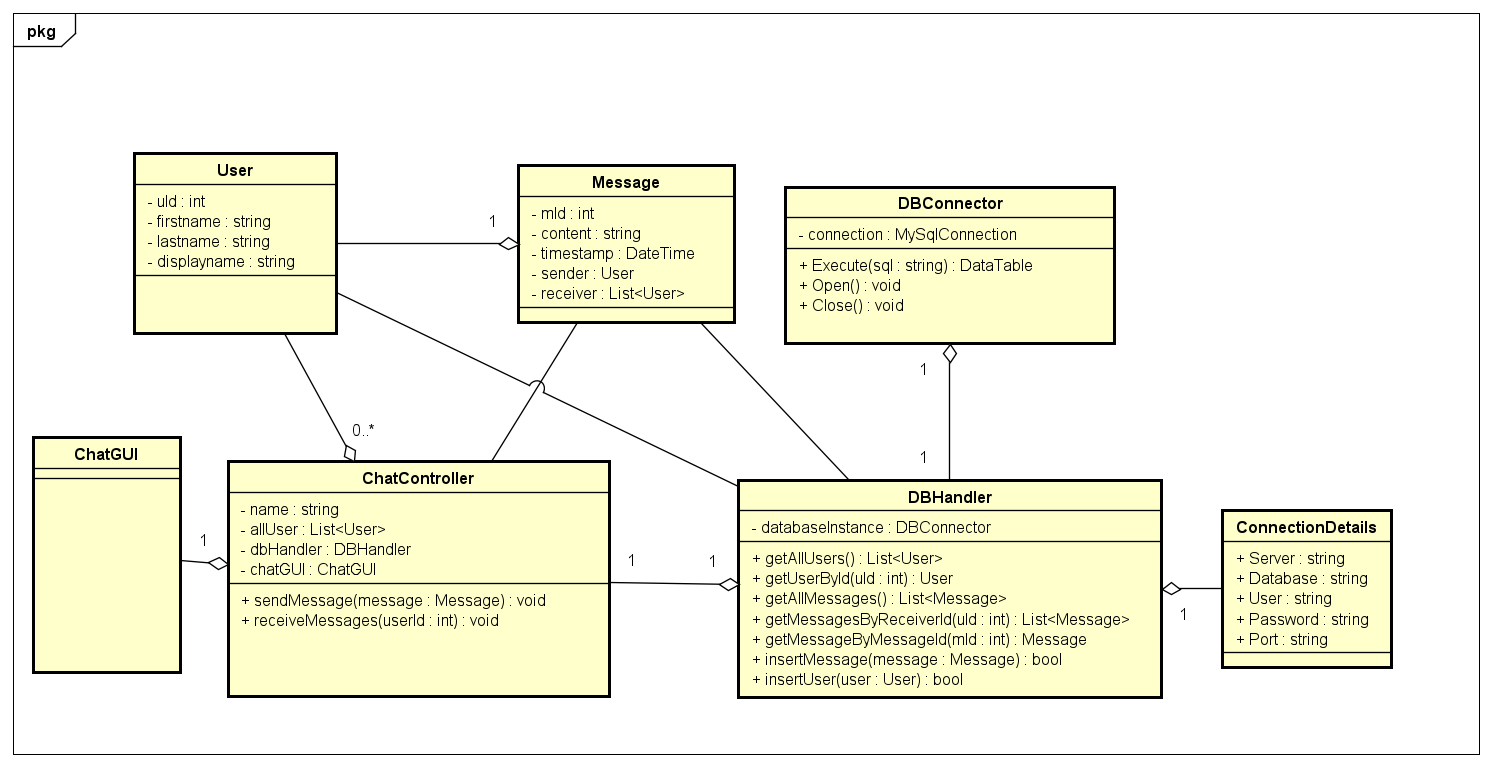 pkg
User
- uId : int
- firstname : string
- lastname : string
- displayname : string
1
Message
- mId : int
- content : string
- timestamp : DateTime
- sender : User
- receiver : List<User>
DBConnector
- connection : MySqlConnection
+ Execute(sql : string) : DataTable
+ Open() : void
+ Close() : void
1
1
0..*
ChatGUI
1
ChatController
- name : string
- allUser : List<User>
- dbHandler : DBHandler
- chatGUI : ChatGUI
+ sendMessage(message : Message) : void
+ receiveMessages(userId : int) : void
1
1
DBHandler
- databaseInstance : DBConnector
+ getAllUsers() : List<User>
+ getUserById(uId : int) : User
+ getAllMessages() : List<Message>
+ getMessagesByReceiverId(uId : int) : List<Message>
+ getMessageByMessageId(mId : int) : Message
+ insertMessage(message : Message) : bool
+ insertUser(user : User) : bool
1
ConnectionDetails
+ Server : string
+ Database : string
+ User : string
+ Password : string
+ Port : string